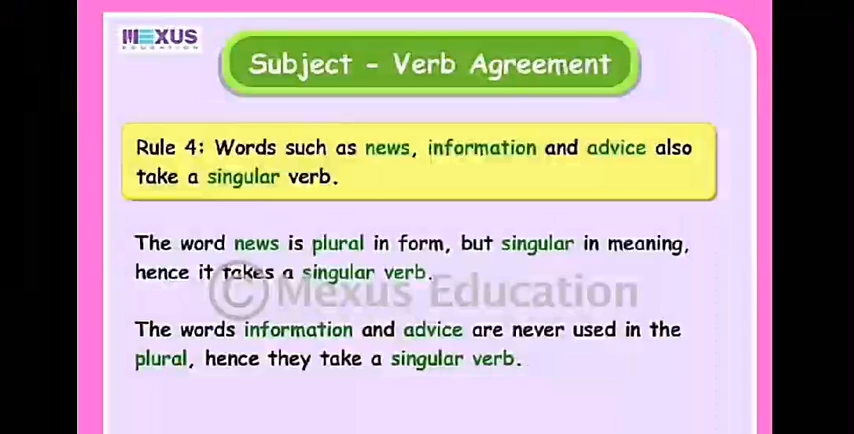 MEXUS
EDUCATION
Subject - Verb Agreement
Rule 4: Words such as news, information and advice also
take a singular verb.
The word news is plural in form, but singular in meaning,
hence it takes a singular verb.
© Mexus Education
The words information and advice are never used in the
plural, hence they take a singular verb.